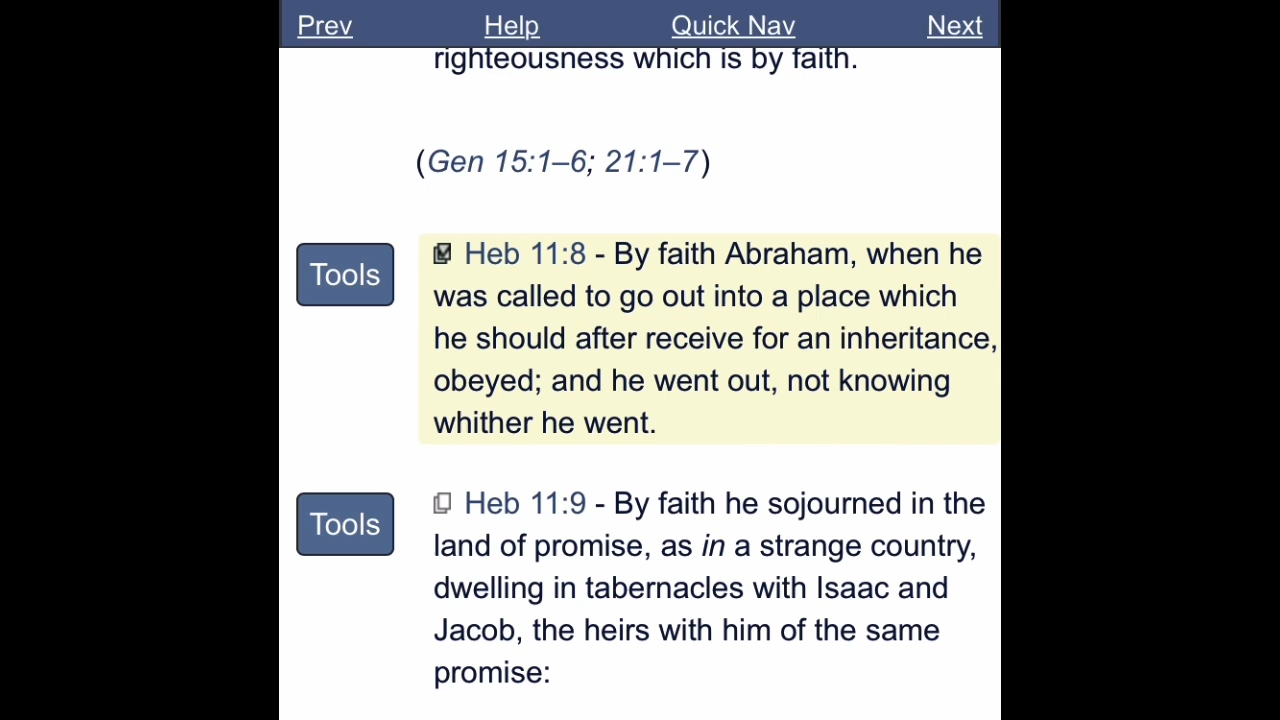 Prev Help Quick Nav Next
righteousness which is by faith.
(Gen 15:1–6; 21:1–7)
Tools
Heb 11:8 - By faith Abraham, when he
was called to go out into a place which
he should after receive for an inheritance,
obeyed; and he went out, not knowing
whither he went.
Tools
Heb 11:9 - By faith he sojourned in the
land of promise, as in a strange country,
dwelling in tabernacles with Isaac and
Jacob, the heirs with him of the same
promise: